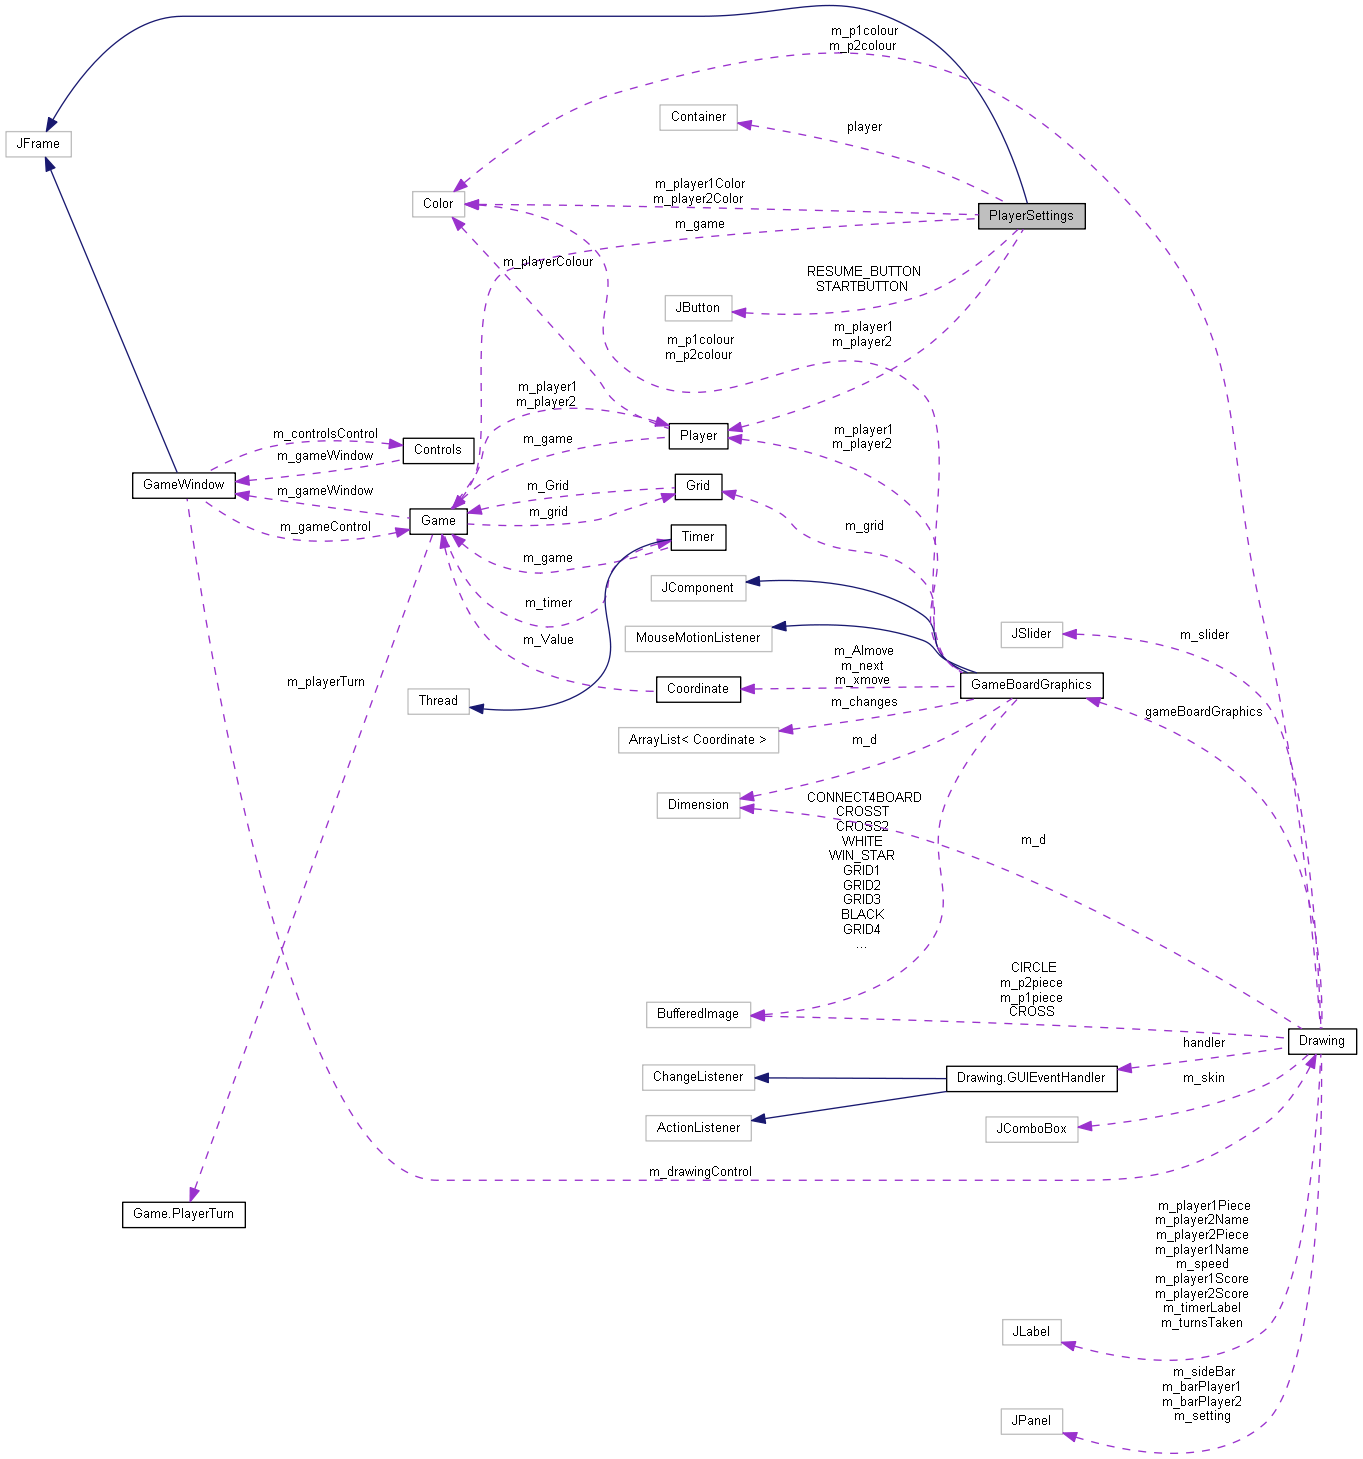 m_p1colour
m_p2colour
Container
player
JFrame
Color
m_player1Color
m_player2Color
PlayerSettings
m_game
m_playerColour
RESUME_BUTTON
STARTBUTTON
JButton
m_p1colour
m_p2colour
m_player1
m_player2
m_player1
m_player2
m_controlsControl
Controls
m_game
Player
m_player1
m_player2
m_gameWindow
GameWindow
m_gameWindow
m_Grid
Grid
m_grid
m_gameControl
Game
m_grid
Timer
m_game
JComponent
m_timer
m_Value
MouseMotionListener
JSlider
m_slider
m_AImove
m_next
m_xmove
m_playerTurn
Thread
Coordinate
GameBoardGraphics
m_changes
gameBoardGraphics
ArrayList< Coordinate >
m_d
Dimension
CONNECT4BOARD
CROSST
CROSS2
WHITE
WIN_STAR
GRID1
GRID2
GRID3
BLACK
GRID4
...
m_d
CIRCLE
m_p2piece
m_p1piece
CROSS
BufferedImage
Drawing
handler
ChangeListener
Drawing.GUIEventHandler
m_skin
ActionListener
JComboBox
m_drawingControl
Game.PlayerTurn
m_player1Piece
m_player2Name
m_player2Piece
m_player1Name
m_speed
m_player1Score
m_player2Score
m_timerLabel
m_turnsTaken
JLabel
m_sideBar
m_barPlayer1
m_barPlayer2
m_setting
JPanel